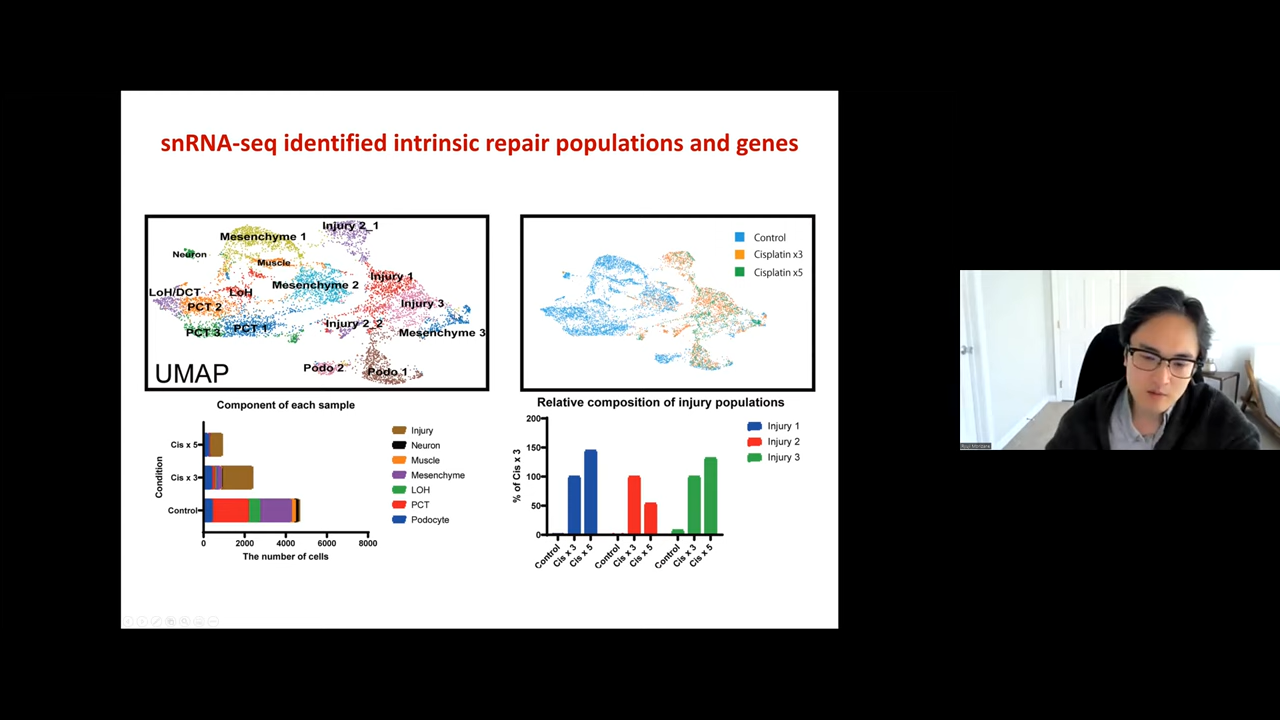 snRNA-seq identified intrinsic repair populations and genes
Injury 2_1
Mesenchyme 1
Neuron
Muscle
Injury 1
Mesenchyme 2
LoH/DCT
LoH
PCT 2
Injury 3
PCT 3
PCT 1
Injury 2_2
Mesenchyme 3
Podo 2
Podo 1
UMAP
Control
Cisplatin x3
Cisplatin x5
Component of each sample
Condition
Cis x 5
Cis x 3
Control
0
2000
4000
6000
8000
The number of cells
Injury
Neuron
Muscle
Mesenchyme
LOH
PCT
Podocyte
Relative composition of injury populations
% of Cis x 3
200
150
100
50
0
Control
Cis x 3
Cis x 5
Control
Cis x 3
Cis x 5
Control
Cis x 3
Cis x 5
Injury 1
Injury 2
Injury 3